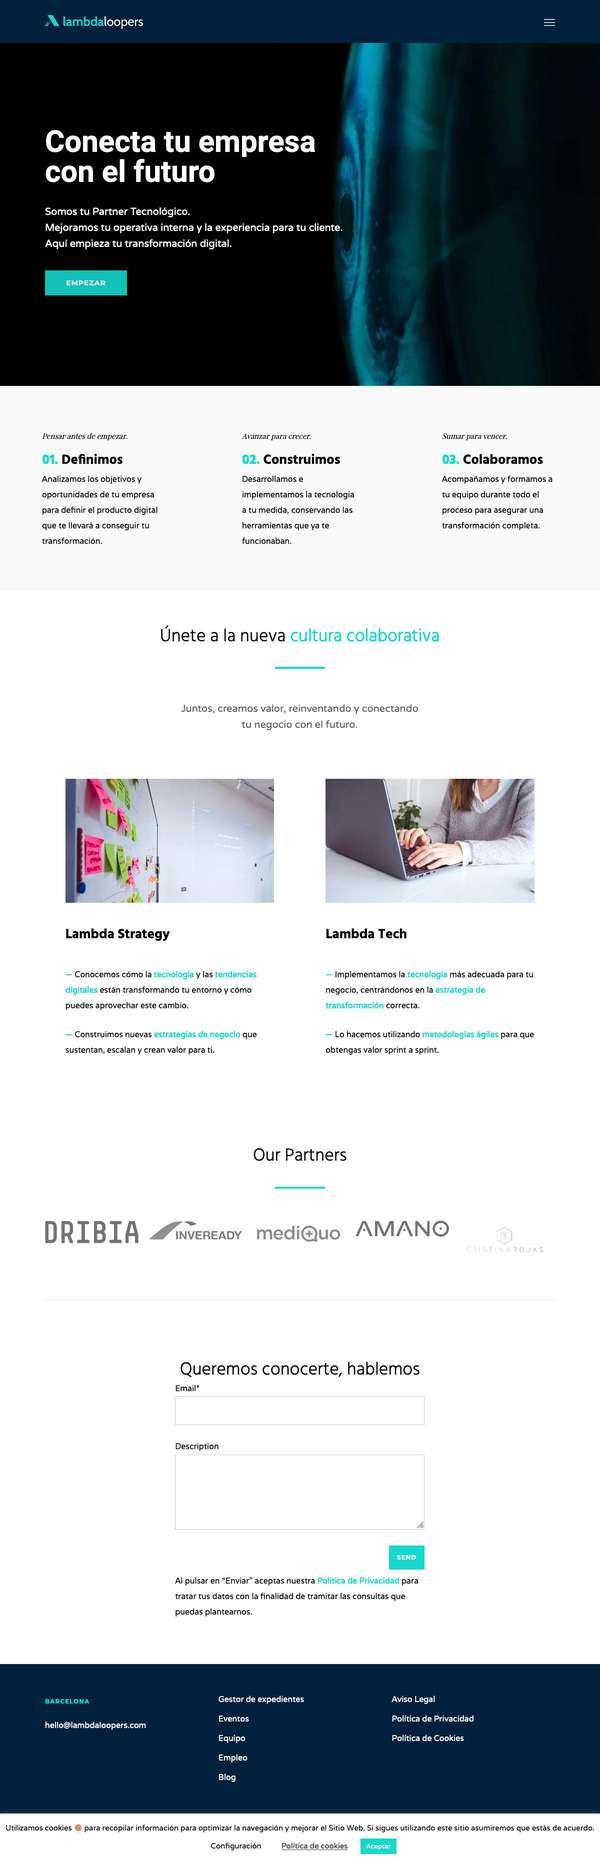 lambdaloopers
Conecta tu empresa
con el futuro
Somos tu Partner Tecnológico.
Mejoramos tu operativa interna y la experiencia para tu cliente.
Aquí empieza tu transformación digital.
EMPEZAR
Pensar antes de empezar.
01. Definimos
Analizamos los objetivos y
oportunidades de tu empresa
para definir el producto digital
que te llevará a conseguir tu
transformación.
Avanzar para crecer.
02. Construimos
Desarrollamos e
implementamos la tecnología
a tu medida, conservando las
herramientas que ya te
funcionaban.
Sumar para vencer.
03. Colaboramos
Acompañamos y formamos a
tu equipo durante todo el
proceso para asegurar una
transformación completa.
Únete a la nueva cultura colaborativa
Juntos, creamos valor, reinventando y conectando
tu negocio con el futuro.
Lambda Strategy
— Conocemos cómo la tecnología y las tendencias
digitales están transformando tu entorno y cómo
puedes aprovechar este cambio.
— Construimos nuevas estrategias de negocio que
sustentan, escalan y crean valor para ti.
Lambda Tech
— Implementamos la tecnología más adecuada para tu
negocio, centrándonos en la estrategia de
transformación correcta.
— Lo hacemos utilizando metodologías ágiles para que
obtengas valor sprint a sprint.
Our Partners
DRIBIA
INVEREADY
mediQuo
AMANO
CRISTINAROJAS
Queremos conocerte, hablemos
Email*
Description
SEND
Al pulsar en “Enviar” aceptas nuestra Política de Privacidad para
tratar tus datos con la finalidad de tramitar las consultas que
puedas plantearnos.
BARCELONA
hello@lambdaloopers.com
Gestor de expedientes
Eventos
Equipo
Empleo
Blog
Aviso Legal
Política de Privacidad
Política de Cookies
Utilizamos cookies 🍪 para recopilar información para optimizar la navegación y mejorar el Sitio Web. Si sigues utilizando este sitio asumiremos que estás de acuerdo.
Configuración
Política de cookies
Aceptar